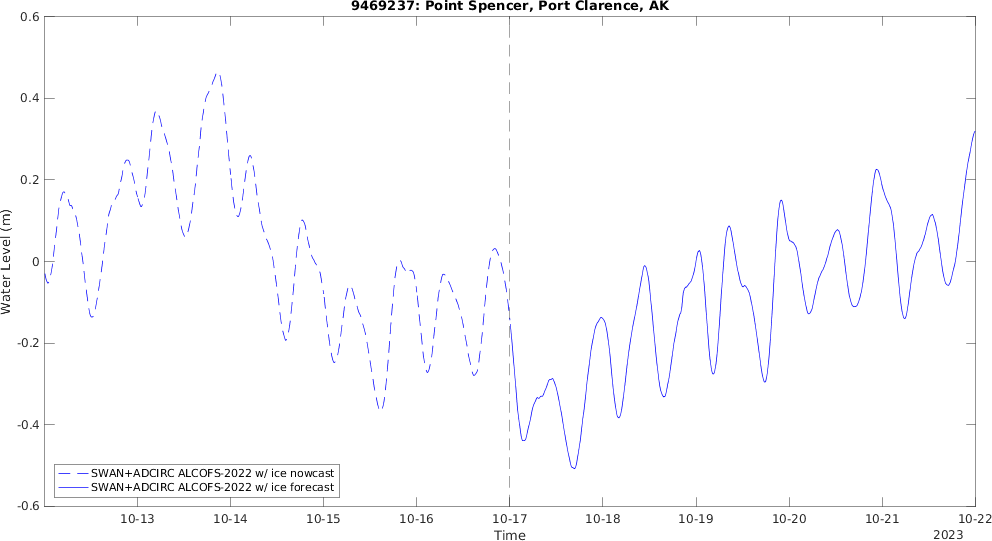 9469237: Point Spencer, Port Clarence, AK
Water Level (m)
0.6
0.4
0.2
0
-0.2
-0.4
-0.6
SWAN+ADCIRC ALCOFS-2022 w/ ice nowcast
SWAN+ADCIRC ALCOFS-2022 w/ ice forecast
10-13 10-14 10-15 10-16 10-17 10-18 10-19 10-20 10-21 10-22
Time
2023